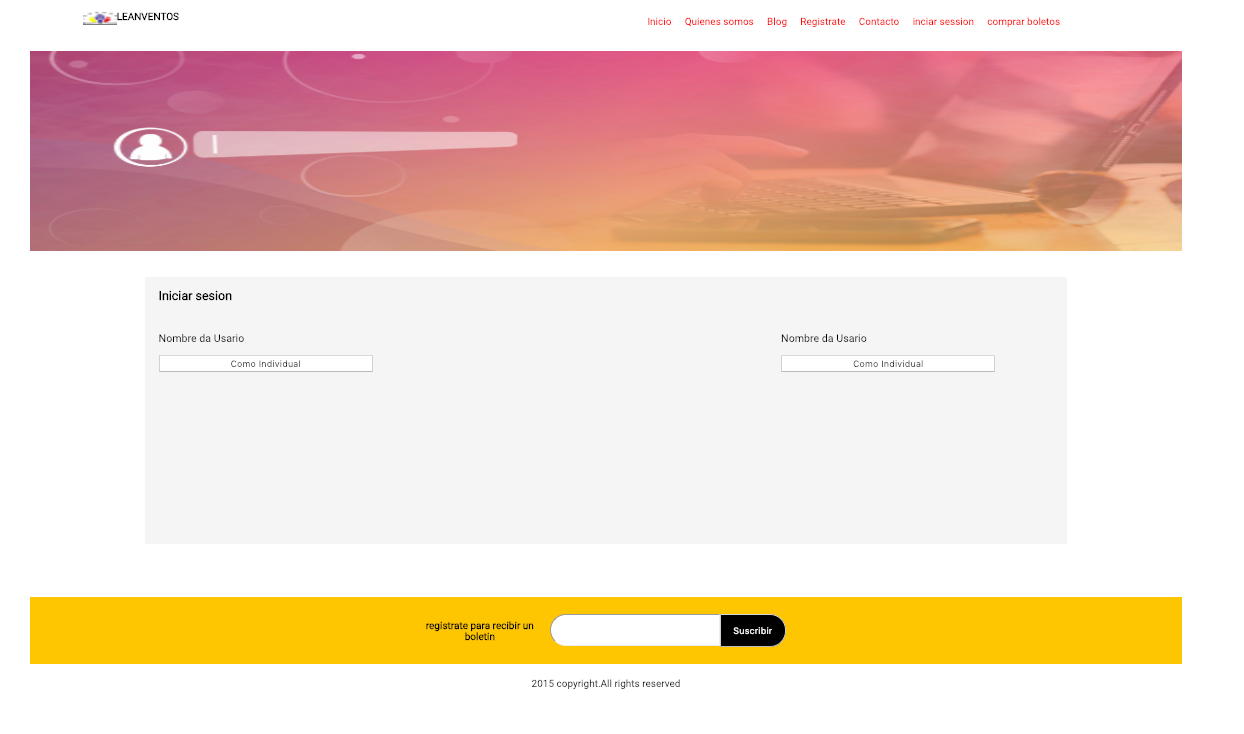 LEANVENTOS
Inicio Quienes somos Blog Registrate Contacto inciar session comprar boletos
Iniciar sesion
Nombre da Usario Nombre da Usario
Como Individual Como Individual
registrate para recibir un
boletin
Suscribir
2015 copyright.All rights reserved